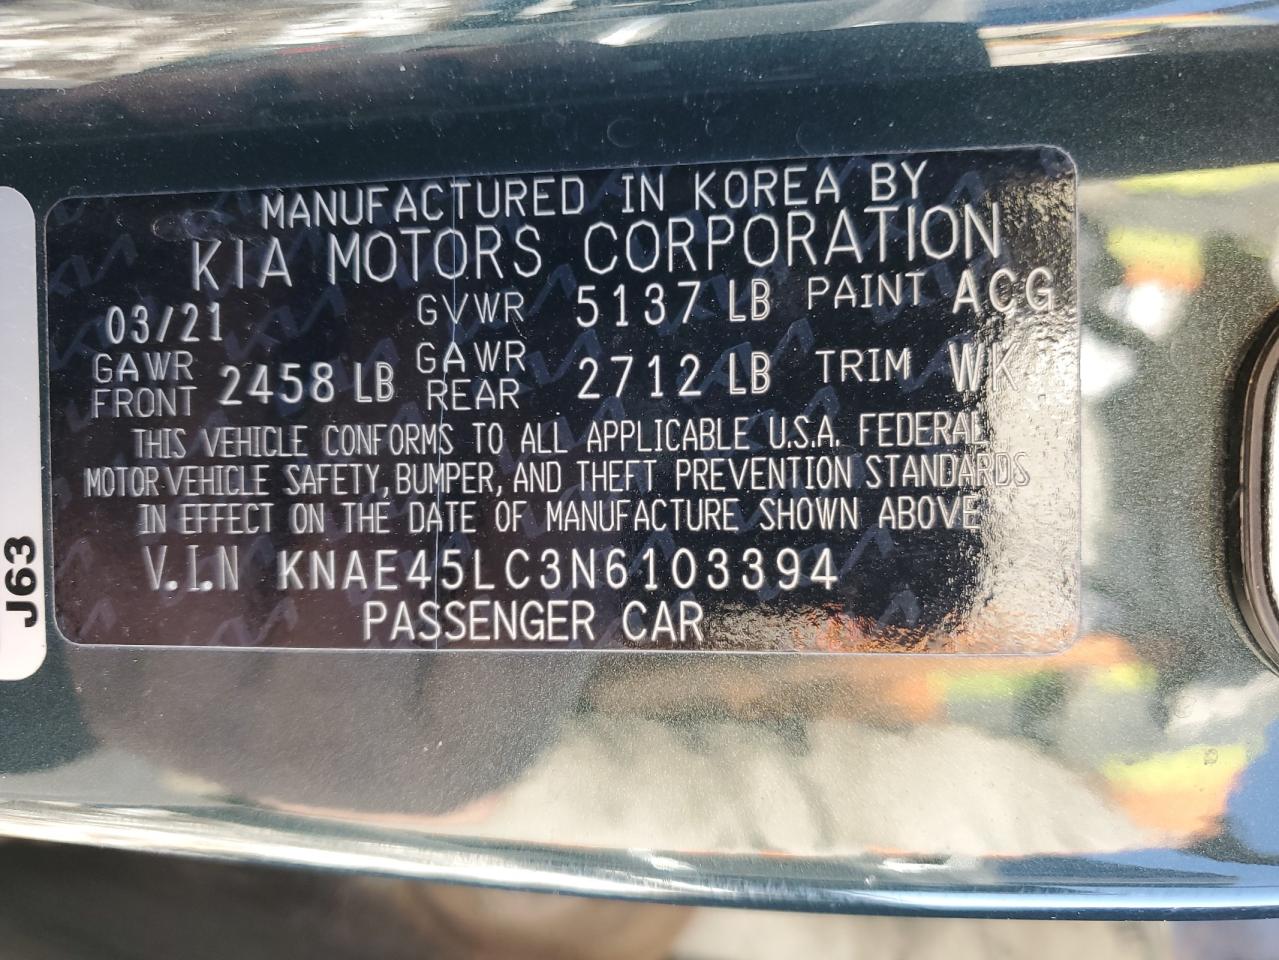 MANUFACTURED IN KOREA BY
KIA MOTORS CORPORATION
03/21 GVWR 5137 LB PAINT ACG
GAWR FRONT 2458 LB GAWR REAR 2712 LB TRIM WK
THIS VEHICLE CONFORMS TO ALL APPLICABLE U.S.A. FEDERAL
MOTOR VEHICLE SAFETY, BUMPER, AND THEFT PREVENTION STANDARDS
IN EFFECT ON THE DATE OF MANUFACTURE SHOWN ABOVE
V.I.N KNAE45LC3N6103394
PASSENGER CAR
J63